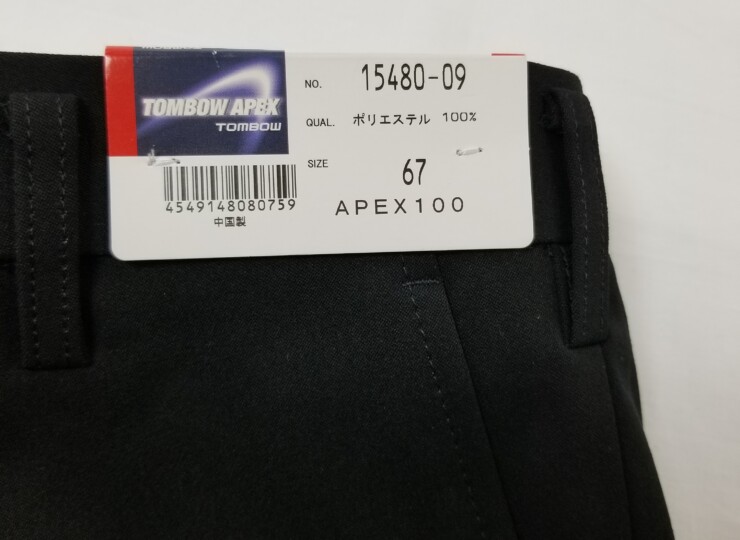 TOMBOW APEX
TOMBOW
NO. 15480-09
QUAL. ポリエステル 100%
SIZE 67
APEX100
4549148080759
中国製